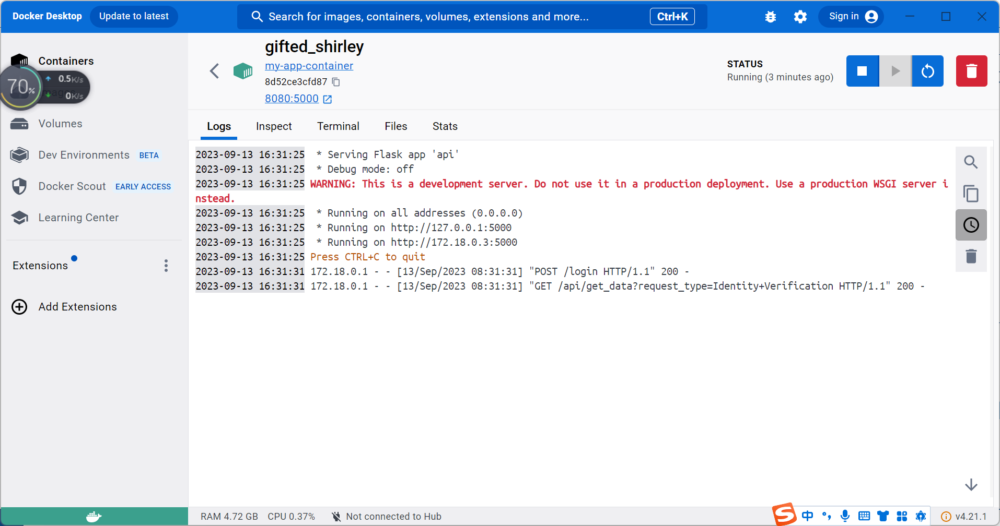 Docker Desktop
Update to latest
Search for images, containers, volumes, extensions and more...
Ctrl+K
Sign in
Containers
70%
0.5K/s
0K/s
Images
Volumes
Dev Environments BETA
Docker Scout EARLY ACCESS
Learning Center
Extensions
Add Extensions
gifted_shirley
my-app-container
8d52ce3cfd87
8080:5000
STATUS
Running (3 minutes ago)
Logs
Inspect
Terminal
Files
Stats
2023-09-13 16:31:25  * Serving Flask app 'api'
2023-09-13 16:31:25  * Debug mode: off
2023-09-13 16:31:25 WARNING: This is a development server. Do not use it in a production deployment. Use a production WSGI server i
nstead.
2023-09-13 16:31:25  * Running on all addresses (0.0.0.0)
2023-09-13 16:31:25  * Running on http://127.0.0.1:5000
2023-09-13 16:31:25  * Running on http://172.18.0.3:5000
2023-09-13 16:31:25 Press CTRL+C to quit
2023-09-13 16:31:31 172.18.0.1 - - [13/Sep/2023 08:31:31] "POST /login HTTP/1.1" 200 -
2023-09-13 16:31:31 172.18.0.1 - - [13/Sep/2023 08:31:31] "GET /api/get_data?request_type=Identity+Verification HTTP/1.1" 200 -
RAM 4.72 GB
CPU 0.37%
Not connected to Hub
S
中
v4.21.1